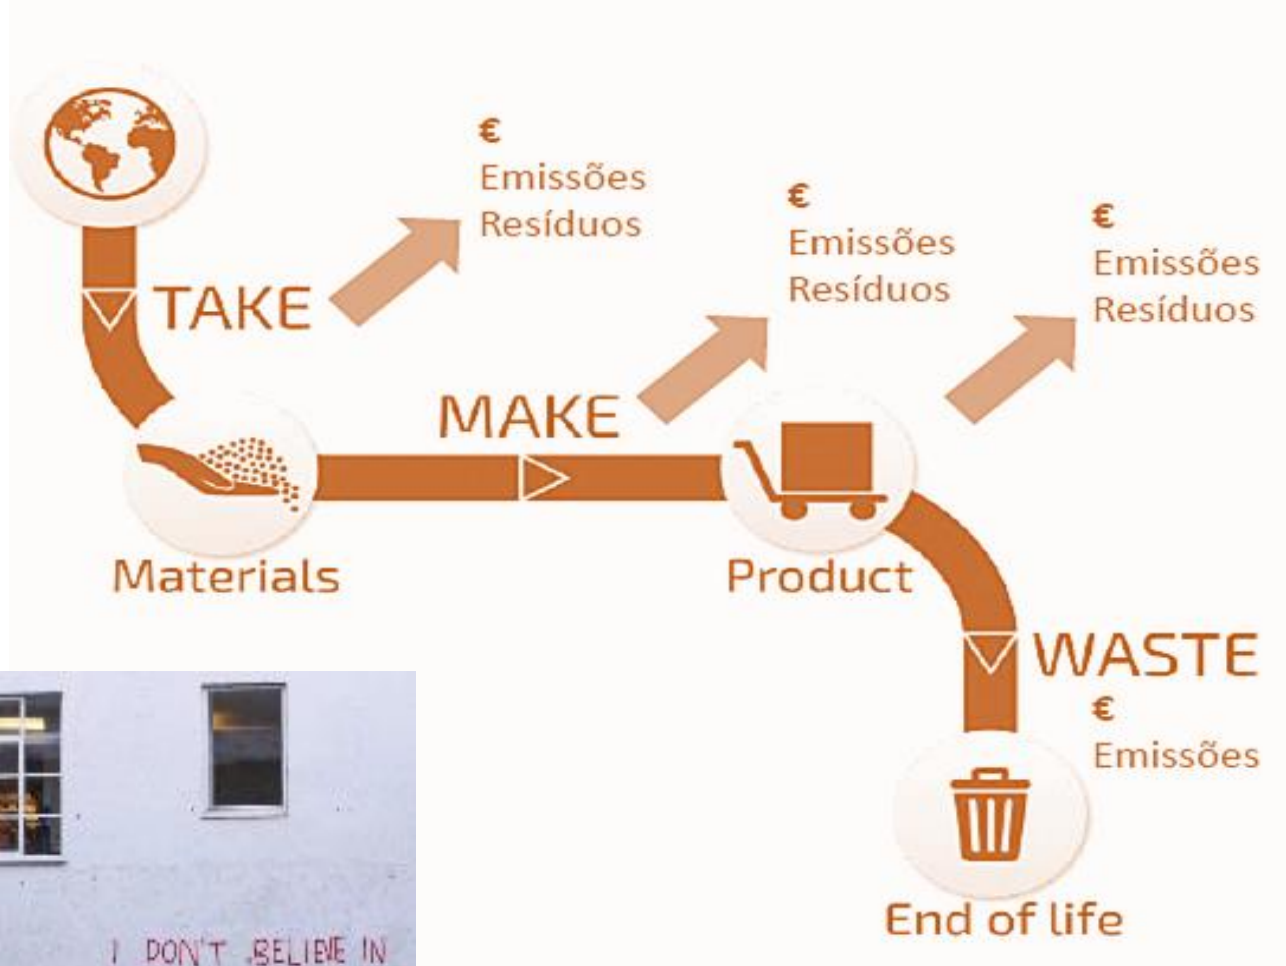 €
Emissões
Resíduos
€
Emissões
Resíduos
€
Emissões
Resíduos
TAKE
MAKE
Materials
Product
WASTE
€
Emissões
End of life
I DON'T BELIEVE IN